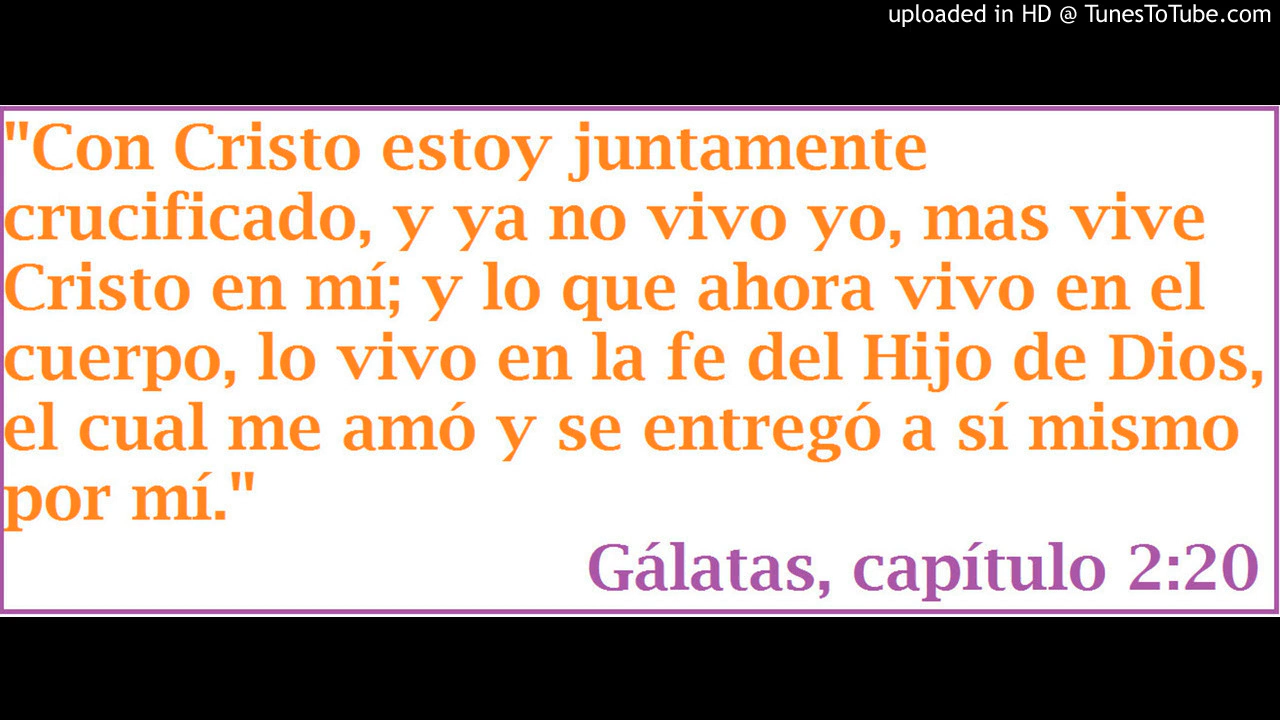 uploaded in HD @ TunesToTube.com
"Con Cristo estoy juntamente
crucificado, y ya no vivo yo, mas vive
Cristo en mí; y lo que ahora vivo en el
cuerpo, lo vivo en la fe del Hijo de Dios,
el cual me amó y se entregó a sí mismo
por mí."
Gálatas, capítulo 2:20